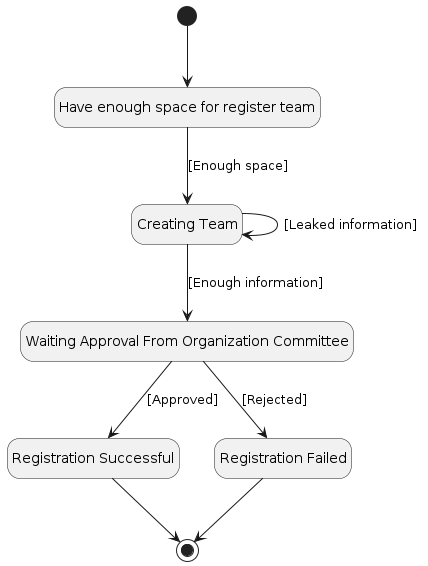 Have enough space for register team
[Enough space]
Creating Team
[Leaked information]
[Enough information]
Waiting Approval From Organization Committee
[Approved]
[Rejected]
Registration Successful
Registration Failed